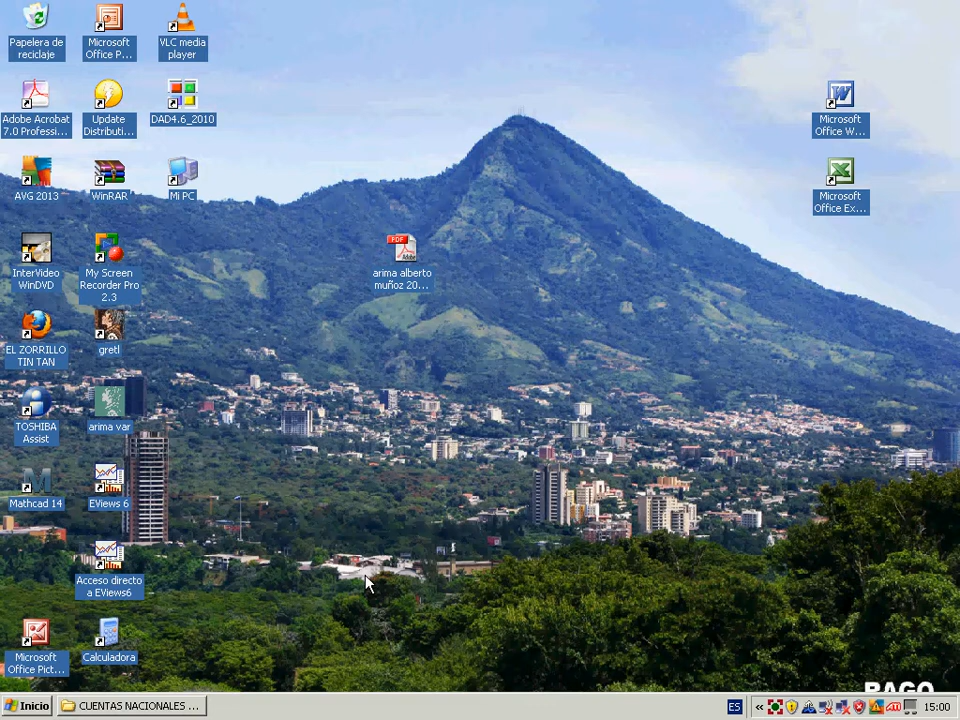 Papelera de
reciclaje
Microsoft
Office P...
VLC media
player
Adobe Acrobat
7.0 Professi...
Update
Distributi...
DAD4.6_2010
AVG 2013
WinRAR
Mi PC
InterVideo
WinDVD
My Screen
Recorder Pro
2.3
EL ZORRILLO
TIN TAN
gretl
TOSHIBA
Assist
arima var
Mathcad 14
EViews 6
Acceso directo
a EViews6
Microsoft
Office Pict...
Calculadora
PDF
Adobe
arima alberto
muñoz 20...
Microsoft
Office W...
Microsoft
Office Ex...
Inicio
CUENTAS NACIONALES ...
ES
15:00